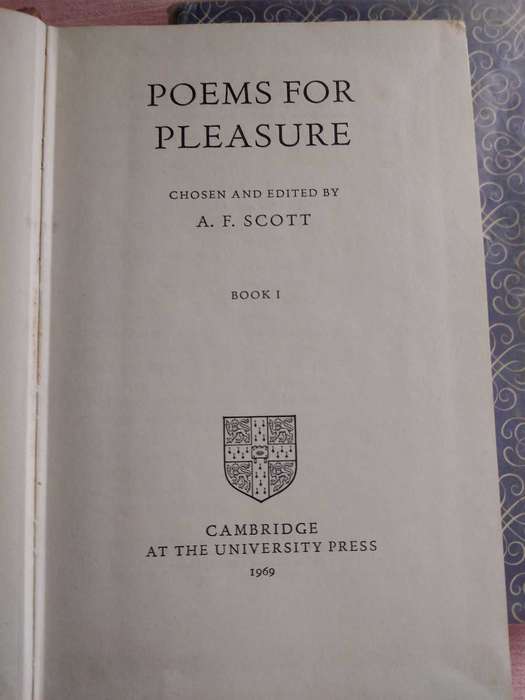 POEMS FOR
PLEASURE
CHOSEN AND EDITED BY
A. F. SCOTT
BOOK I
CAMBRIDGE
AT THE UNIVERSITY PRESS
1969